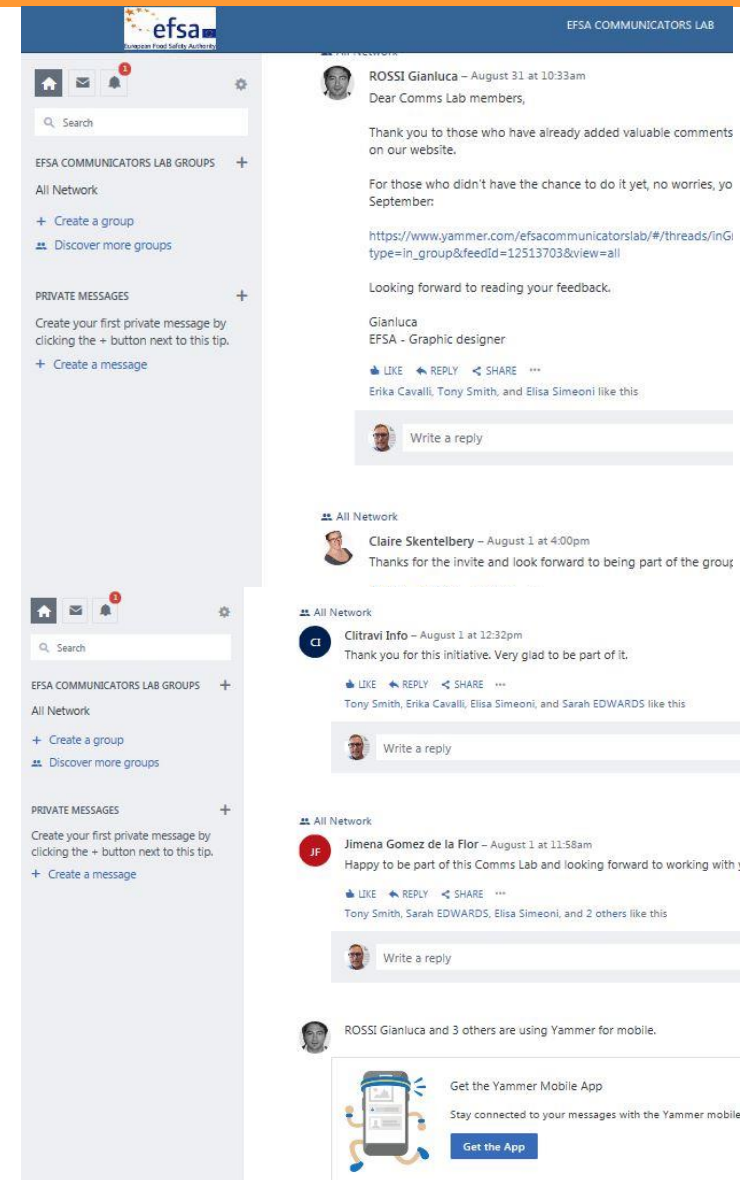 efsa
European Food Safety Authority
EFSA COMMUNICATORS LAB
1
Search
EFSA COMMUNICATORS LAB GROUPS +
All Network
+ Create a group
Discover more groups
PRIVATE MESSAGES +
Create your first private message by
clicking the + button next to this tip.
+ Create a message
All Network
ROSSI Gianluca – August 31 at 10:33am
Dear Comms Lab members,
Thank you to those who have already added valuable comments
on our website.
For those who didn't have the chance to do it yet, no worries, yo
September:
https://www.yammer.com/efsacommunicatorslab/#/threads/inG
type=in_group&feedId=12513703&view=all
Looking forward to reading your feedback.
Gianluca
EFSA - Graphic designer
LIKE REPLY SHARE ...
Erika Cavalli, Tony Smith, and Elisa Simeoni like this
Write a reply
All Network
Claire Skentelbery – August 1 at 4:00pm
Thanks for the invite and look forward to being part of the group
1
Search
EFSA COMMUNICATORS LAB GROUPS +
All Network
+ Create a group
Discover more groups
PRIVATE MESSAGES +
Create your first private message by
clicking the + button next to this tip.
+ Create a message
All Network
CI
Clitravi Info – August 1 at 12:32pm
Thank you for this initiative. Very glad to be part of it.
LIKE REPLY SHARE ...
Tony Smith, Erika Cavalli, Elisa Simeoni, and Sarah EDWARDS like this
Write a reply
All Network
JF
Jimena Gomez de la Flor – August 1 at 11:58am
Happy to be part of this Comms Lab and looking forward to working with y
LIKE REPLY SHARE ...
Tony Smith, Sarah EDWARDS, Elisa Simeoni, and 2 others like this
Write a reply
ROSSI Gianluca and 3 others are using Yammer for mobile.
Get the Yammer Mobile App
Stay connected to your messages with the Yammer mobile
Get the App